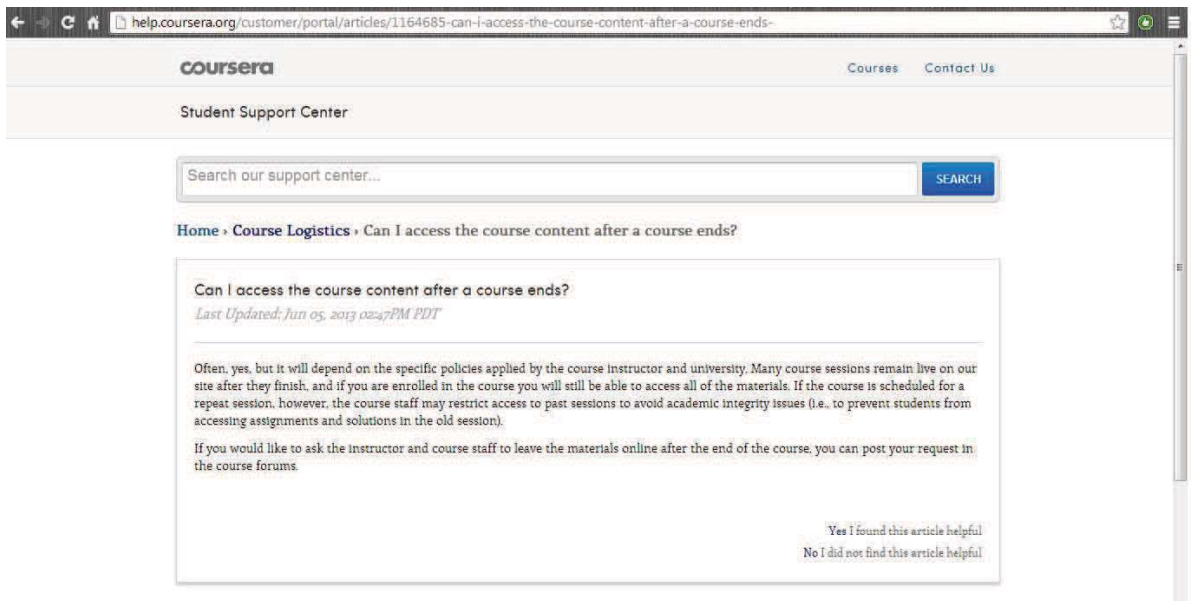 help.coursera.org/customer/portal/articles/1164685-can-i-access-the-course-content-after-a-course-ends-
coursera
Courses Contact Us
Student Support Center
Search our support center...
SEARCH
Home › Course Logistics › Can I access the course content after a course ends?
Can I access the course content after a course ends?
Last Updated: Jun 05, 2013 02:47PM PDT
Often, yes, but it will depend on the specific policies applied by the course instructor and university. Many course sessions remain live on our
site after they finish, and if you are enrolled in the course you will still be able to access all of the materials. If the course is scheduled for a
repeat session, however, the course staff may restrict access to past sessions to avoid academic integrity issues (i.e., to prevent students from
accessing assignments and solutions in the old session).
If you would like to ask the instructor and course staff to leave the materials online after the end of the course, you can post your request in
the course forums.
Yes I found this article helpful
No I did not find this article helpful